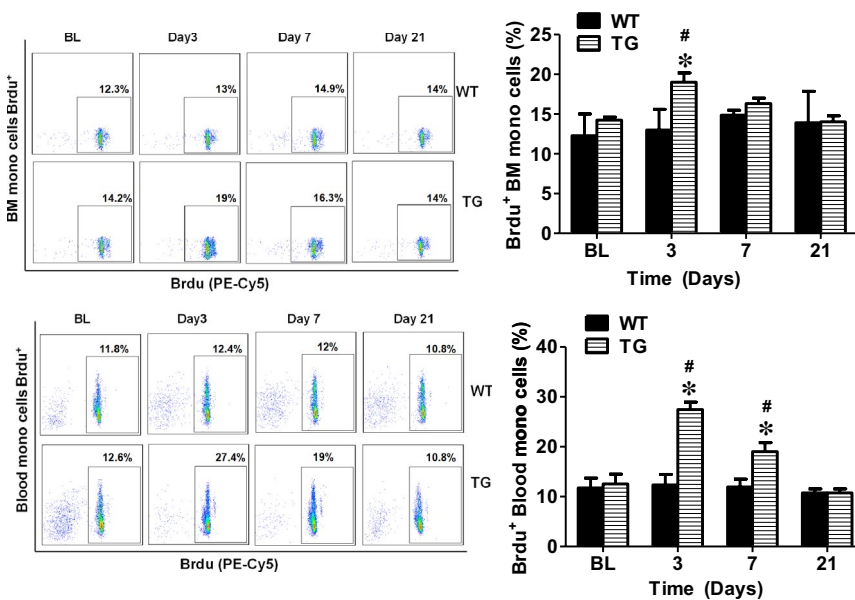 BL Day3 Day 7 Day 21
12.3% 13% 14.9% 14%
WT
14.2% 19% 16.3% 14%
TG
BM mono cells Brdu⁺
Brdu (PE-Cy5)
WT
TG
#
*
25
20
15
10
5
0
Brdu⁺ BM mono cells (%)
BL 3 7 21
Time (Days)
BL Day3 Day 7 Day 21
11.8% 12.4% 12% 10.8%
WT
12.6% 27.4% 19% 10.8%
TG
Blood mono cells Brdu⁺
Brdu (PE-Cy5)
WT
TG
# #
* *
40
30
20
10
0
Brdu⁺ Blood mono cells (%)
BL 3 7 21
Time (Days)